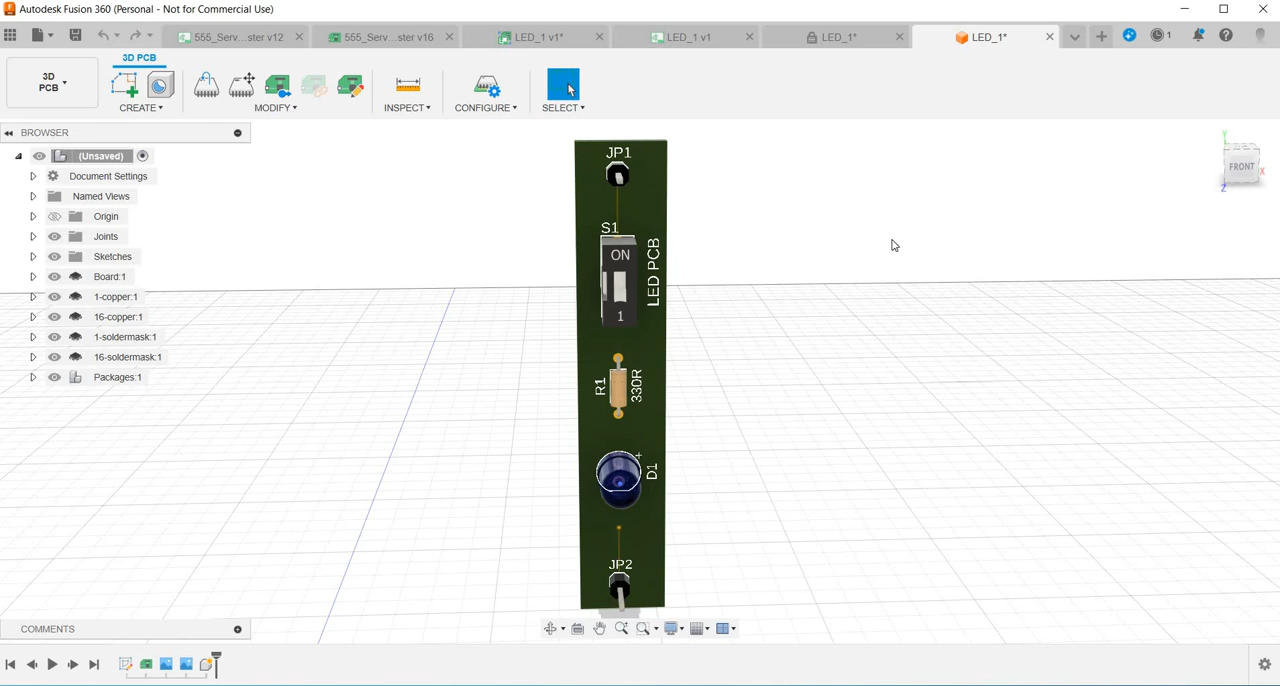 Autodesk Fusion 360 (Personal - Not for Commercial Use)
555_Serv...ster v12
555_Serv...ster v16
LED_1 v1*
LED_1 v1
LED_1*
LED_1*
1
3D PCB
3D
PCB
CREATE
MODIFY
INSPECT
CONFIGURE
SELECT
BROWSER
(Unsaved)
Document Settings
Named Views
Origin
Joints
Sketches
Board:1
1-copper:1
16-copper:1
1-soldermask:1
16-soldermask:1
Packages:1
JP1
S1
ON
1
LED PCB
R1
330R
+
D1
JP2
Y
FRONT
X
Z
COMMENTS